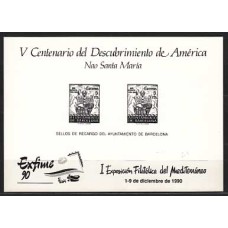 V Centenario del Descubrimiento de América
Nao Santa María
SELLOS DE RECARGO DEL AYUNTAMIENTO DE BARCELONA
Exfime
90
I Exposición Filatélica del Mediterráneo
1-9 de diciembre de 1990